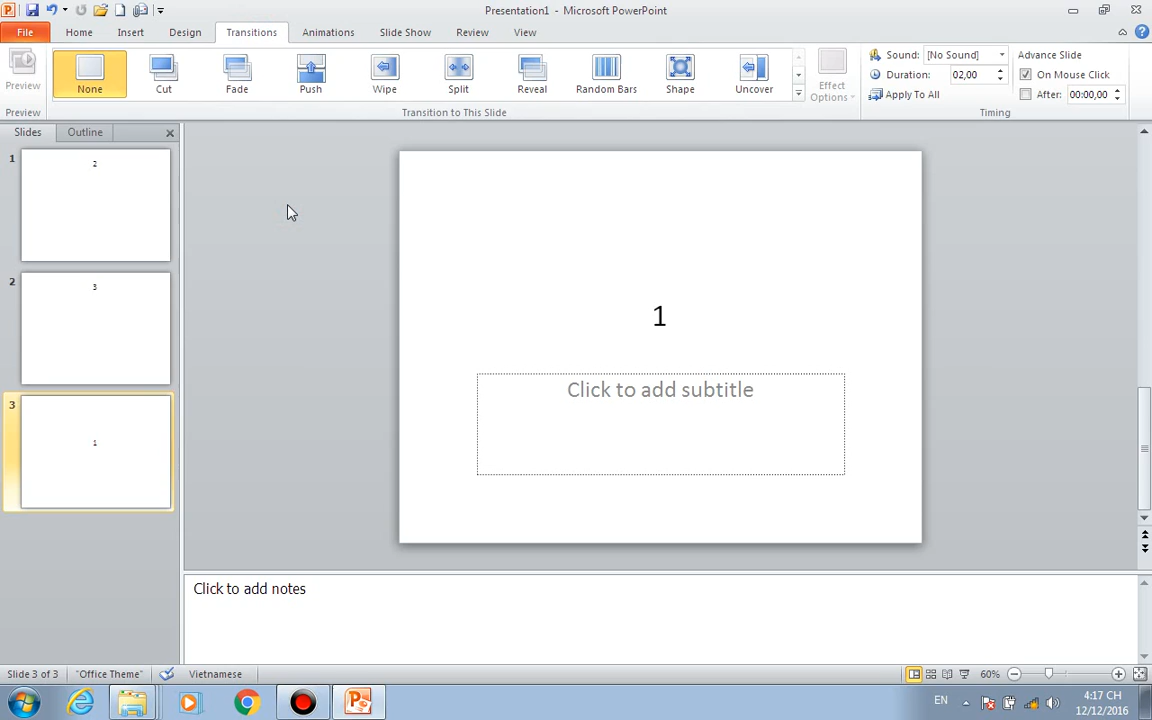 Presentation1 - Microsoft PowerPoint
File Home Insert Design Transitions Animations Slide Show Review View
Preview
None Cut Fade Push Wipe Split Reveal Random Bars Shape Uncover
Effect Options
Sound: [No Sound]
Duration: 02,00
Apply To All
Advance Slide
On Mouse Click
After: 00:00,00
Preview Transition to This Slide Timing
Slides Outline
1
2
2
3
3
1
1
Click to add subtitle
Click to add notes
Slide 3 of 3 "Office Theme" Vietnamese 60%
EN 4:17 CH
12/12/2016